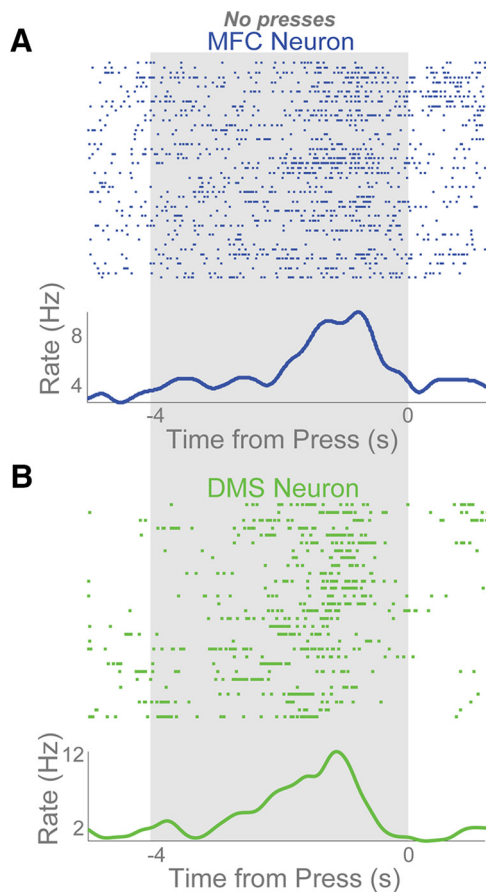 No presses
A
MFC Neuron
Rate (Hz)
8
4
-4
0
Time from Press (s)
B
DMS Neuron
Rate (Hz)
12
2
-4
0
Time from Press (s)